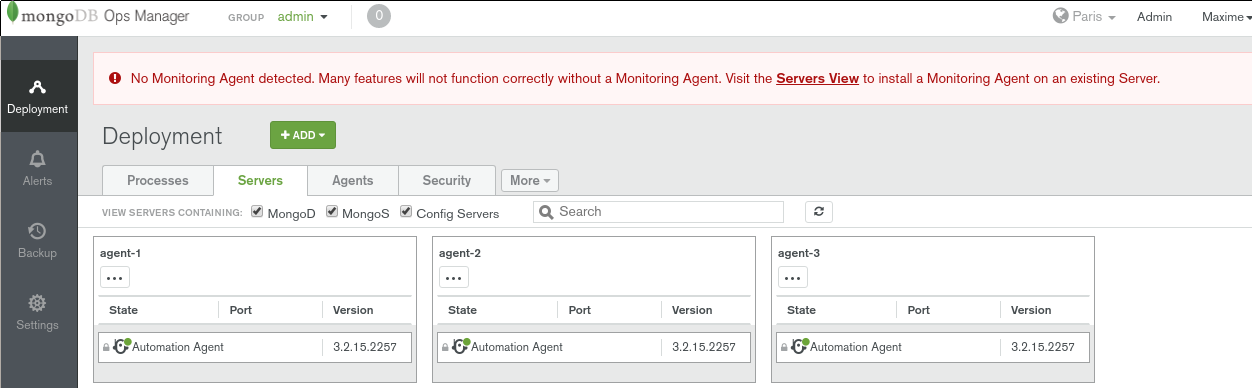 mongoDB Ops Manager GROUP admin 0 Paris Admin Maxime
No Monitoring Agent detected. Many features will not function correctly without a Monitoring Agent. Visit the Servers View to install a Monitoring Agent on an existing Server.
Deployment
Alerts
Backup
Settings
Deployment + ADD
Processes Servers Agents Security More
VIEW SERVERS CONTAINING: MongoD MongoS Config Servers Search
agent-1
...
State Port Version
Automation Agent 3.2.15.2257
agent-2
...
State Port Version
Automation Agent 3.2.15.2257
agent-3
...
State Port Version
Automation Agent 3.2.15.2257